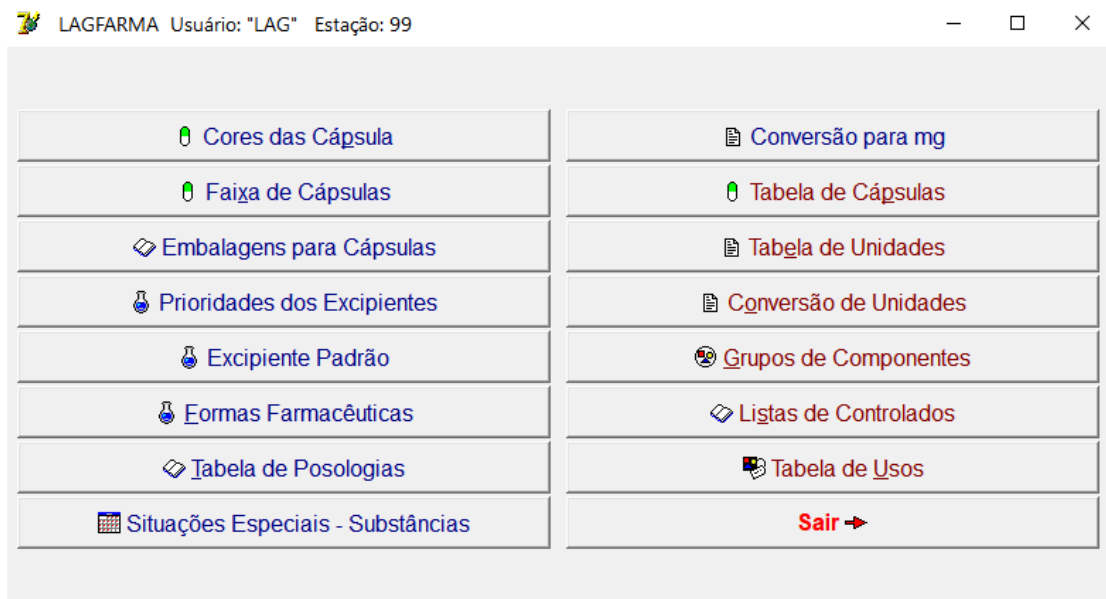 LAGFARMA Usuário: "LAG" Estação: 99
Cores das Cápsula
Faixa de Cápsulas
Embalagens para Cápsulas
Prioridades dos Excipientes
Excipiente Padrão
Formas Farmacêuticas
Tabela de Posologias
Situações Especiais - Substâncias
Conversão para mg
Tabela de Cápsulas
Tabela de Unidades
Conversão de Unidades
Grupos de Componentes
Listas de Controlados
Tabela de Usos
Sair